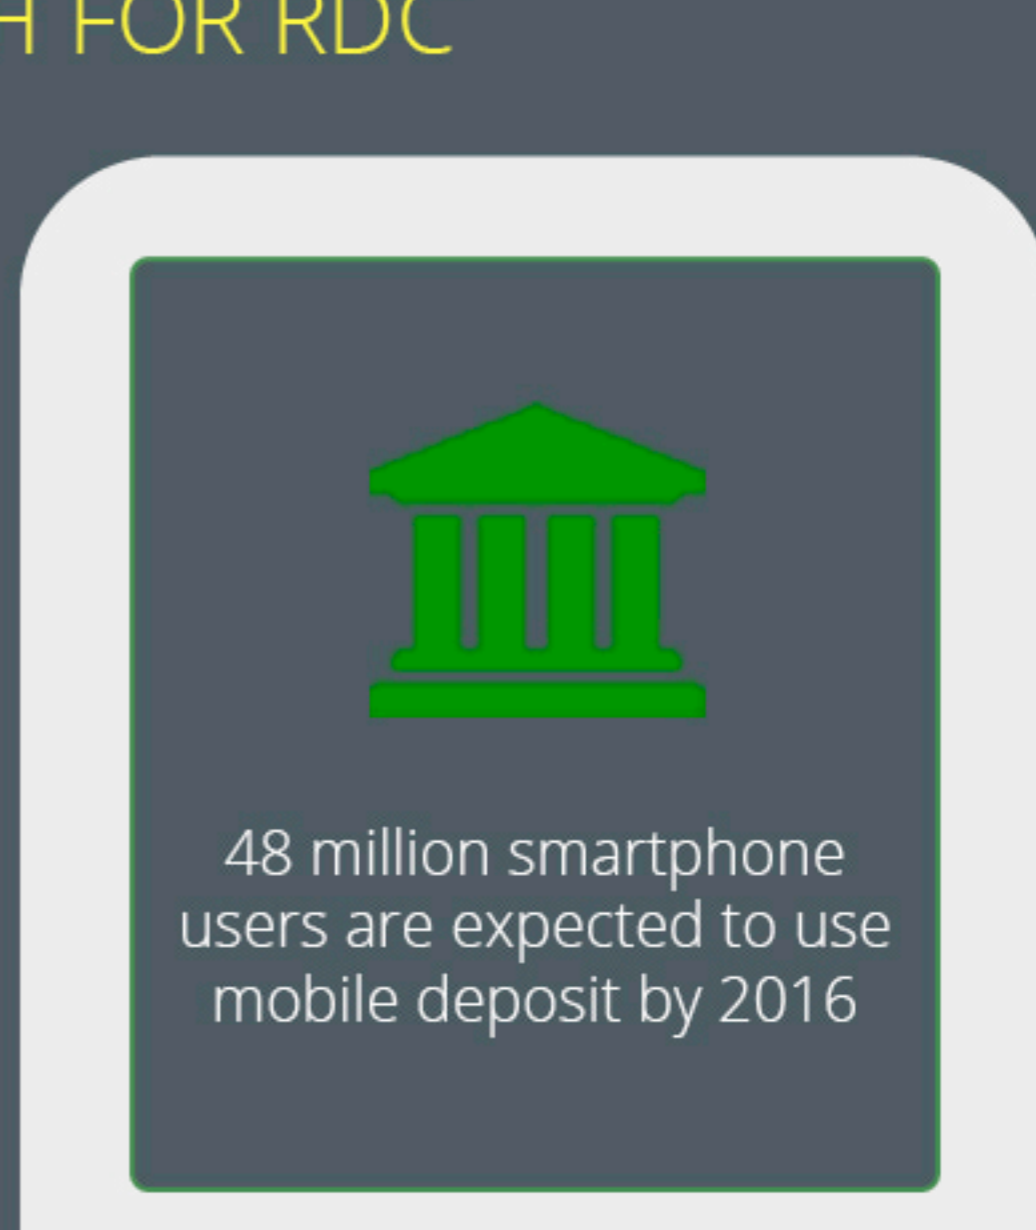 H FOR RDC
48 million smartphone
users are expected to use
mobile deposit by 2016